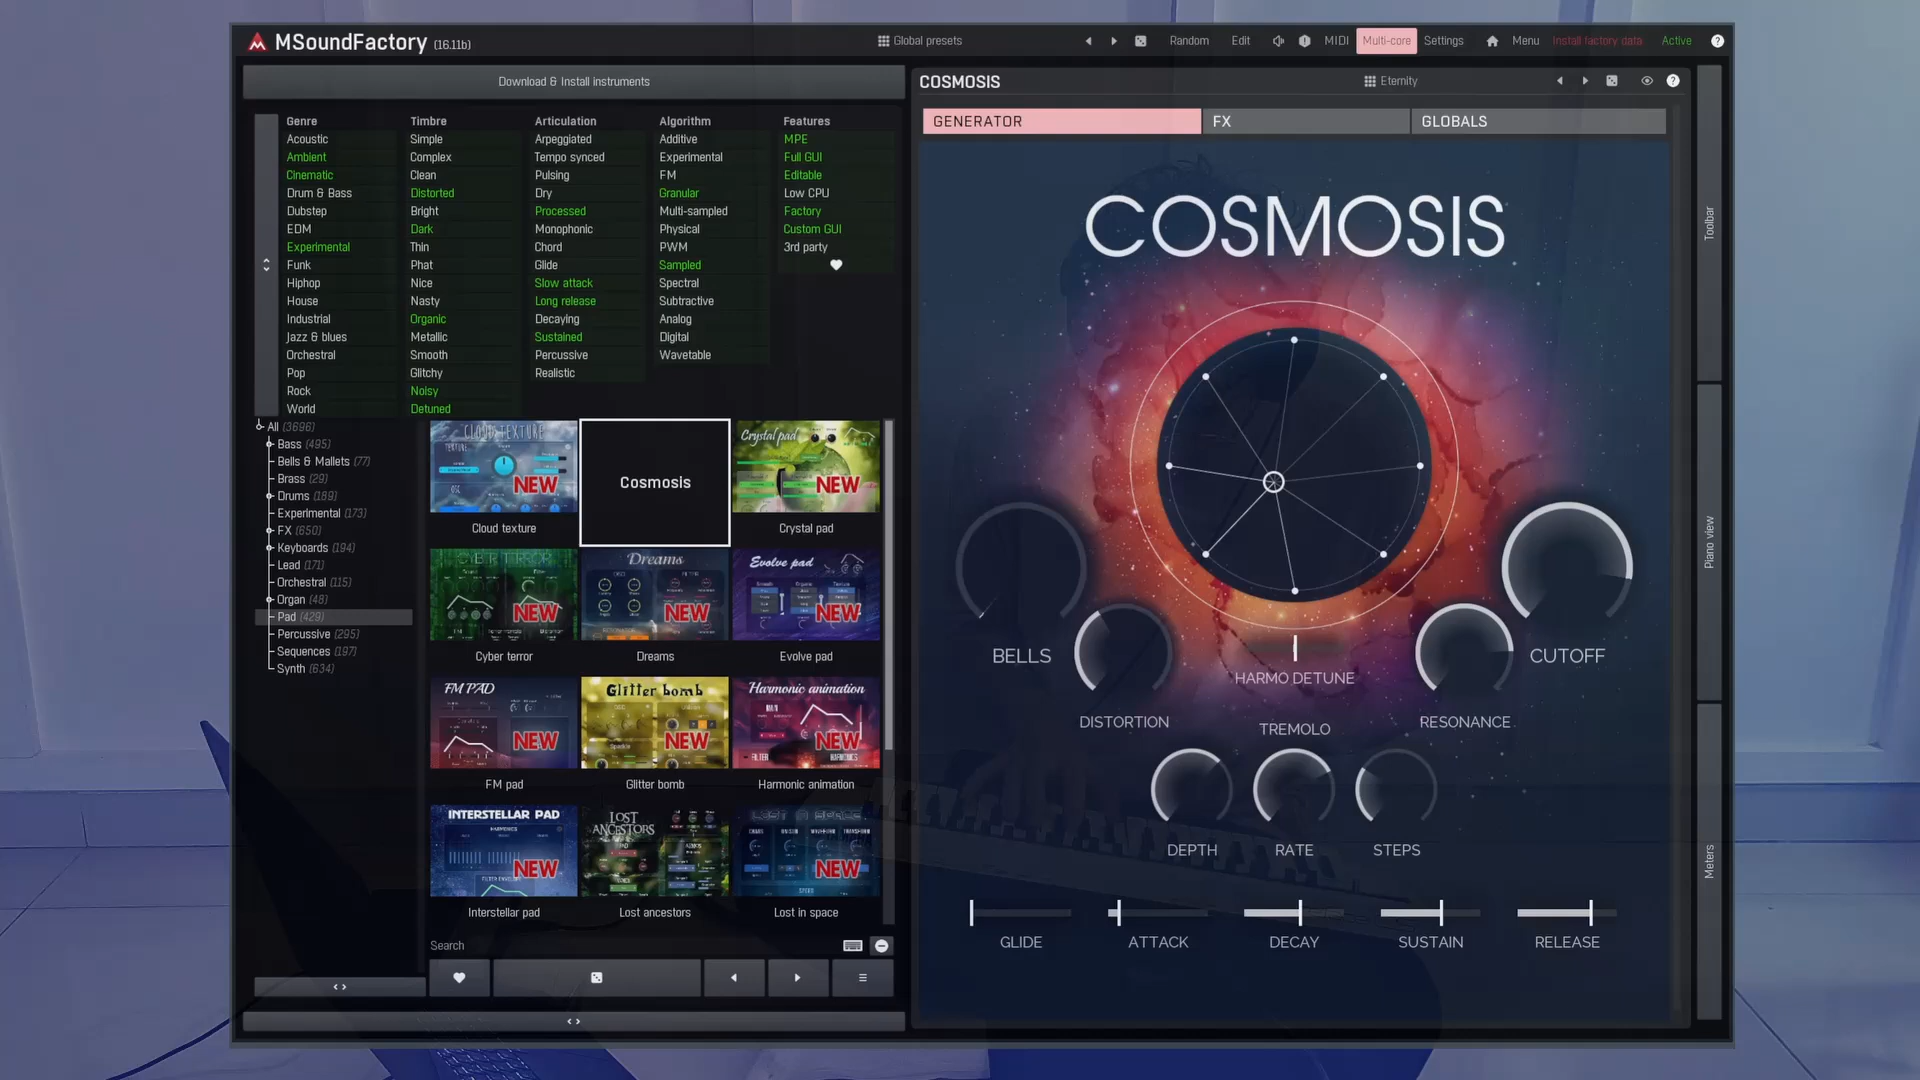 MSoundFactory (16.11b)
Global presets
Random
Edit
MIDI
Multi-core
Settings
Menu
Install factory data
Active
?
Download & Install instruments
Genre
Acoustic
Ambient
Cinematic
Drum & Bass
Dubstep
EDM
Experimental
Funk
Hiphop
House
Industrial
Jazz & blues
Orchestral
Pop
Rock
World
Timbre
Simple
Complex
Clean
Distorted
Bright
Dark
Thin
Phat
Nice
Nasty
Organic
Metallic
Smooth
Glitchy
Noisy
Detuned
Articulation
Arpeggiated
Tempo synced
Pulsing
Dry
Processed
Monophonic
Chord
Glide
Slow attack
Long release
Decaying
Sustained
Percussive
Realistic
Algorithm
Additive
Experimental
FM
Granular
Multi-sampled
Physical
PWM
Sampled
Spectral
Subtractive
Analog
Digital
Wavetable
Features
MPE
Full GUI
Editable
Low CPU
Factory
Custom GUI
3rd party
All (3696)
Bass (495)
Bells & Mallets (77)
Brass (29)
Drums (189)
Experimental (173)
FX (650)
Keyboards (194)
Lead (171)
Orchestral (115)
Organ (48)
Pad (429)
Percussive (295)
Sequences (197)
Synth (634)
CLOUD TEXTURE
NEW
Cloud texture
Cosmosis
Crystal pad
NEW
Crystal pad
CYBER TERROR
NEW
Cyber terror
Dreams
NEW
Dreams
Evolve pad
NEW
Evolve pad
FM PAD
NEW
FM pad
Glitter bomb
NEW
Glitter bomb
Harmonic animation
NEW
Harmonic animation
INTERSTELLAR PAD
HARMONICS
NEW
Interstellar pad
LOST
ANCESTORS
Lost ancestors
LOST IN SPACE
NEW
Lost in space
Search
COSMOSIS
Eternity
?
GENERATOR
FX
GLOBALS
COSMOSIS
BELLS
DISTORTION
HARMO DETUNE
RESONANCE
CUTOFF
TREMOLO
DEPTH
RATE
STEPS
GLIDE
ATTACK
DECAY
SUSTAIN
RELEASE
Toolbar
Piano view
Meters